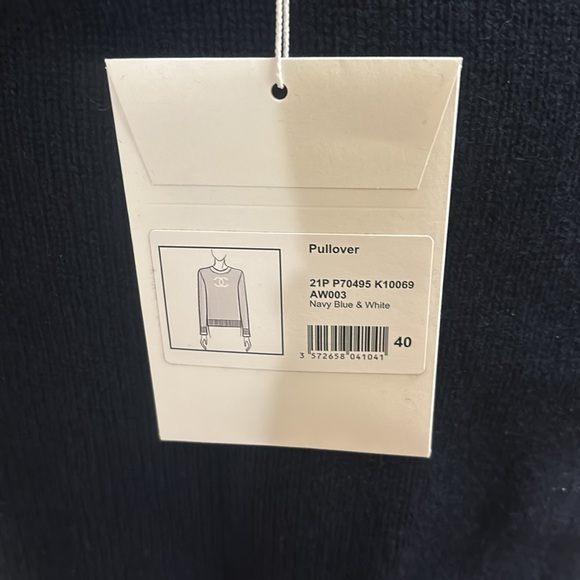 Pullover
21P P70495 K10069
AW003
Navy Blue & White
40
3 572658 041041